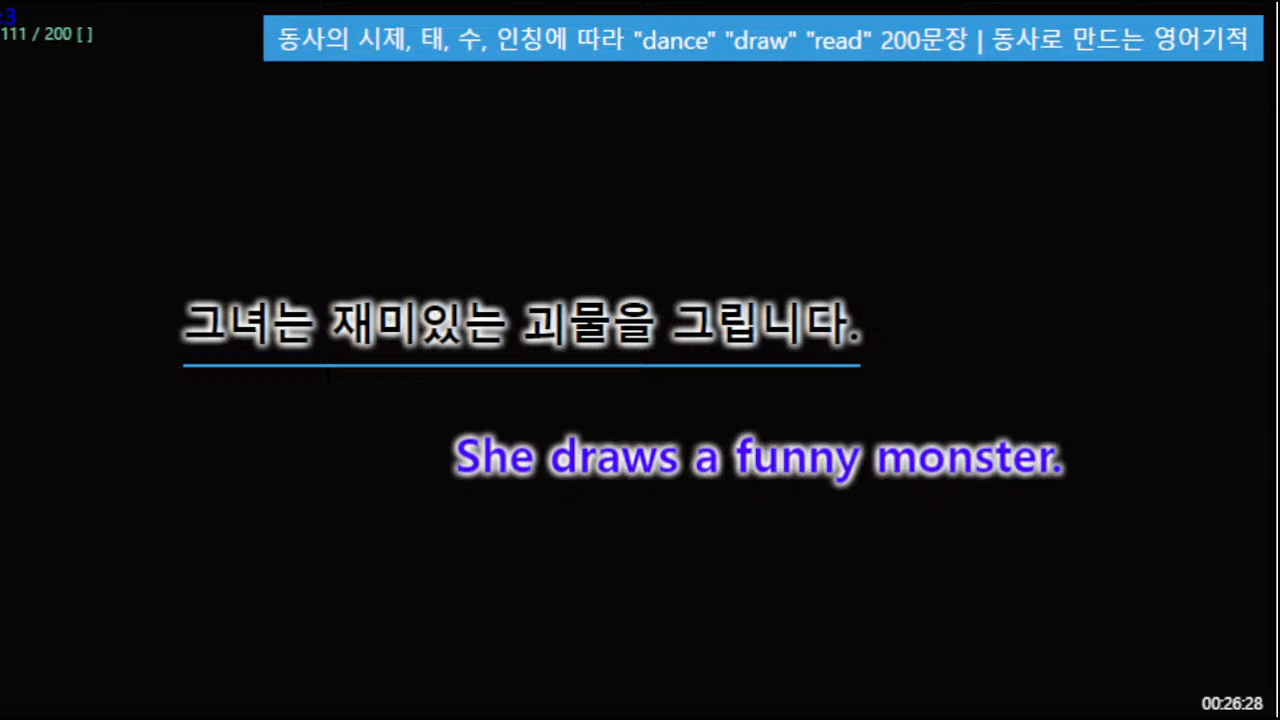 :3
111 / 200 [ ]
동사의 시제, 태, 수, 인칭에 따라 "dance" "draw" "read" 200문장 | 동사로 만드는 영어기적
그녀는 재미있는 괴물을 그립니다.
She draws a funny monster.
00:26:28